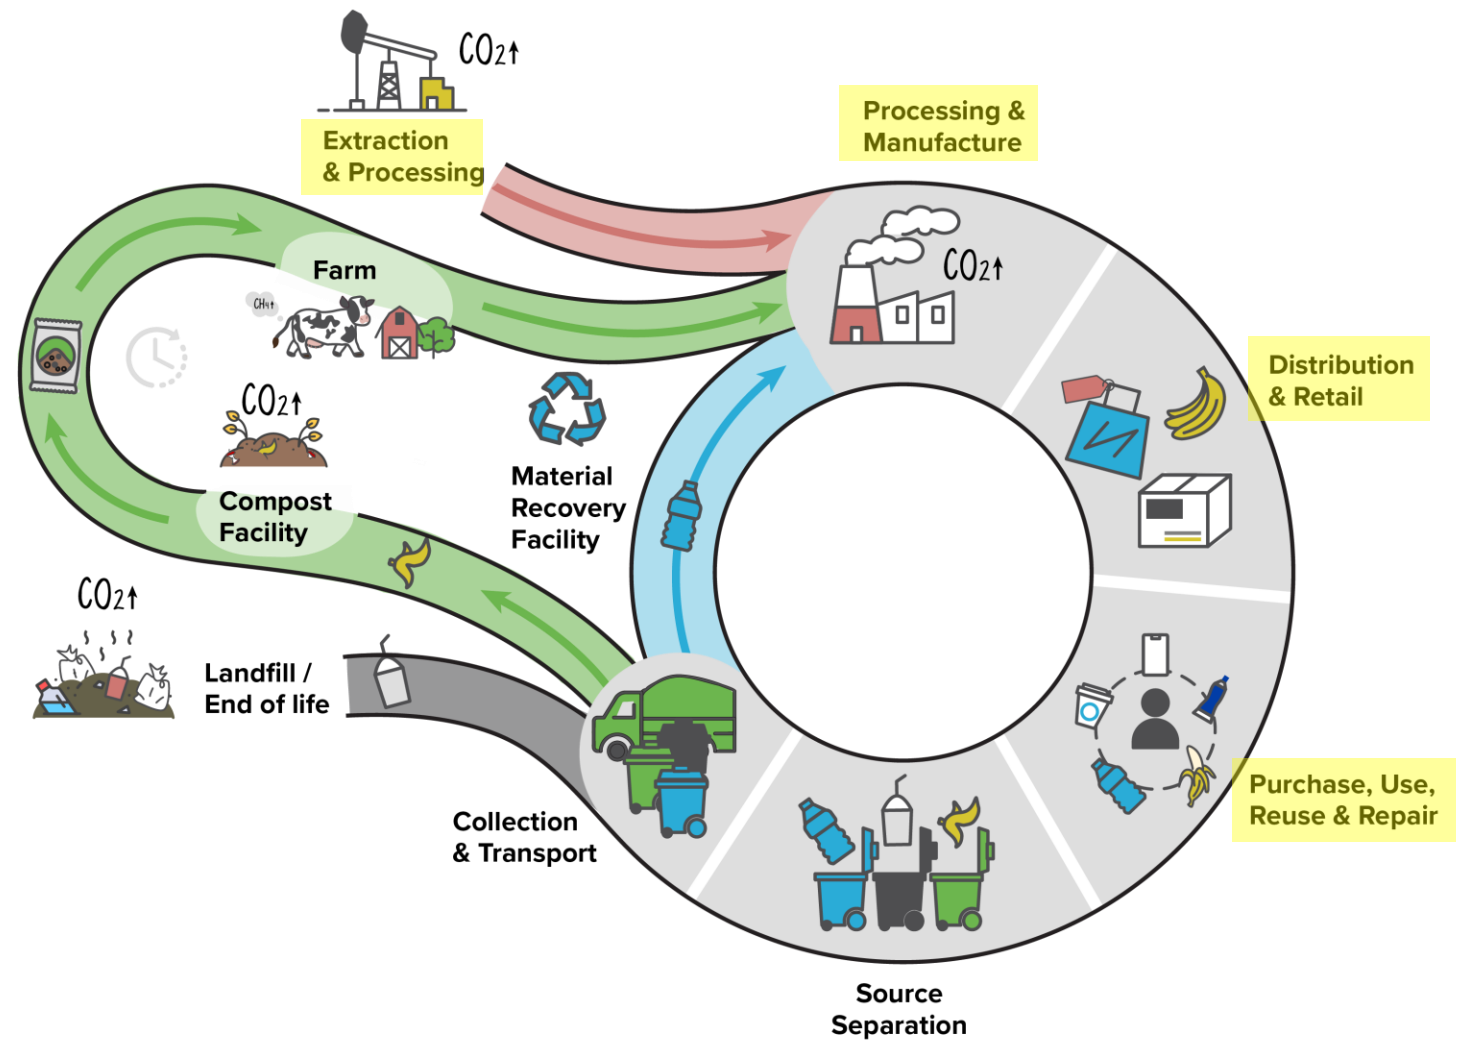 CO2↑
Extraction
& Processing
Processing &
Manufacture
CO2↑
Farm
CH4↑
Distribution
& Retail
CO2↑
Compost
Facility
Material
Recovery
Facility
CO2↑
Landfill /
End of life
Purchase, Use,
Reuse & Repair
Collection
& Transport
Source
Separation